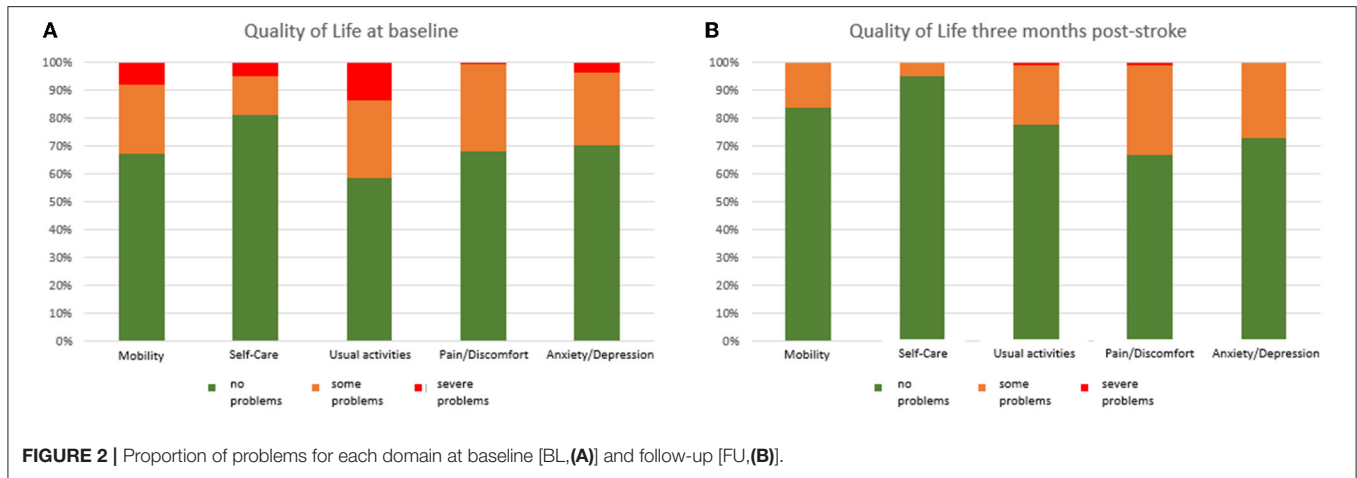 A
Quality of Life at baseline
100%
90%
80%
70%
60%
50%
40%
30%
20%
10%
0%
Mobility
Self-Care
Usual activities
Pain/Discomfort
Anxiety/Depression
no problems
some problems
severe problems
B
Quality of Life three months post-stroke
100%
90%
80%
70%
60%
50%
40%
30%
20%
10%
0%
Mobility
Self-Care
Usual activities
Pain/Discomfort
Anxiety/Depression
no problems
some problems
severe problems
FIGURE 2 | Proportion of problems for each domain at baseline [BL,(A)] and follow-up [FU,(B)].